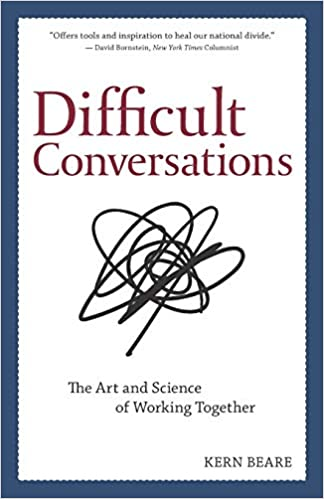 "Offers tools and inspiration to heal our national divide."
— David Bornstein, New York Times Columnist
Difficult
Conversations
The Art and Science
of Working Together
KERN BEARE